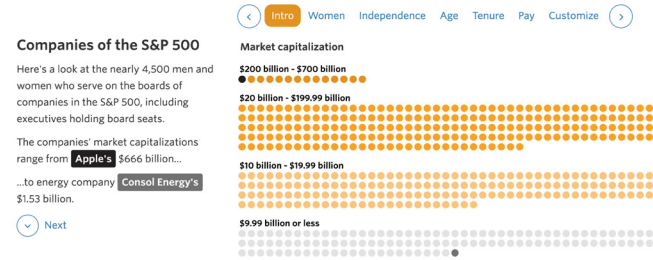 Intro Women Independence Age Tenure Pay Customize
Companies of the S&P 500
Here's a look at the nearly 4,500 men and
women who serve on the boards of
companies in the S&P 500, including
executives holding board seats.
The companies' market capitalizations
range from Apple's $666 billion...
...to energy company Consol Energy's
$1.53 billion.
Next
Market capitalization
$200 billion - $700 billion
$20 billion - $199.99 billion
$10 billion - $19.99 billion
$9.99 billion or less